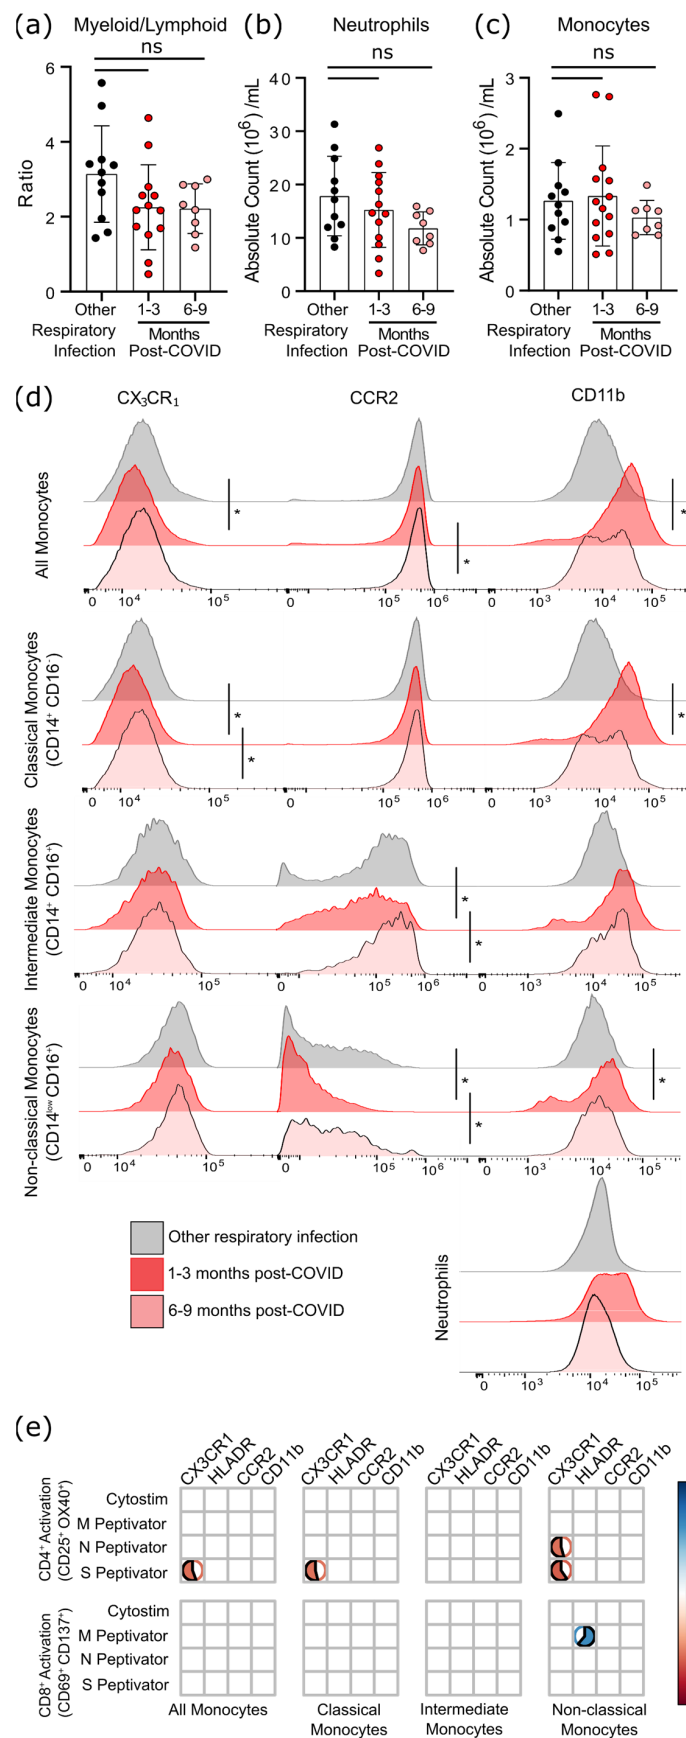 (a) Myeloid/Lymphoid
ns
Ratio
6
4
2
0
Other
Respiratory
Infection
1-3 6-9
Months
Post-COVID
(b) Neutrophils
ns
Absolute Count (10⁶) /mL
40
30
20
10
0
Other
Respiratory
Infection
1-3 6-9
Months
Post-COVID
(c) Monocytes
ns
Absolute Count (10⁶) /mL
3
2
1
0
Other
Respiratory
Infection
1-3 6-9
Months
Post-COVID
(d)
CX₃CR₁ CCR2 CD11b
All Monocytes
* * *
0 10⁴ 10⁵ 0 10⁵ 10⁶ 0 10³ 10⁴ 10⁵
Classical Monocytes
(CD14⁺ CD16⁻)
* * *
0 10⁴ 10⁵ 0 10⁵ 10⁶ 0 10³ 10⁴ 10⁵
Intermediate Monocytes
(CD14⁺ CD16⁺)
* *
0 10⁴ 10⁵ 0 10⁵ 10⁶ 0 10³ 10⁴ 10⁵
Non-classical Monocytes
(CD14ˡᵒʷ CD16⁺)
* * *
0 10⁴ 10⁵ 0 10⁵ 10⁶ 0 10³ 10⁴ 10⁵
Other respiratory infection
1-3 months post-COVID
6-9 months post-COVID
Neutrophils
0 10³ 10⁴ 10⁵
(e)
CX3CR1 HLADR CCR2 CD11b CX3CR1 HLADR CCR2 CD11b CX3CR1 HLADR CCR2 CD11b CX3CR1 HLADR CCR2 CD11b
CD4⁺ Activation
(CD25⁺ OX40⁺)
Cytostim
M Peptivator
N Peptivator
S Peptivator
CD8⁺ Activation
(CD69⁺ CD137⁺)
Cytostim
M Peptivator
N Peptivator
S Peptivator
All Monocytes
Classical
Monocytes
Intermediate
Monocytes
Non-classical
Monocytes